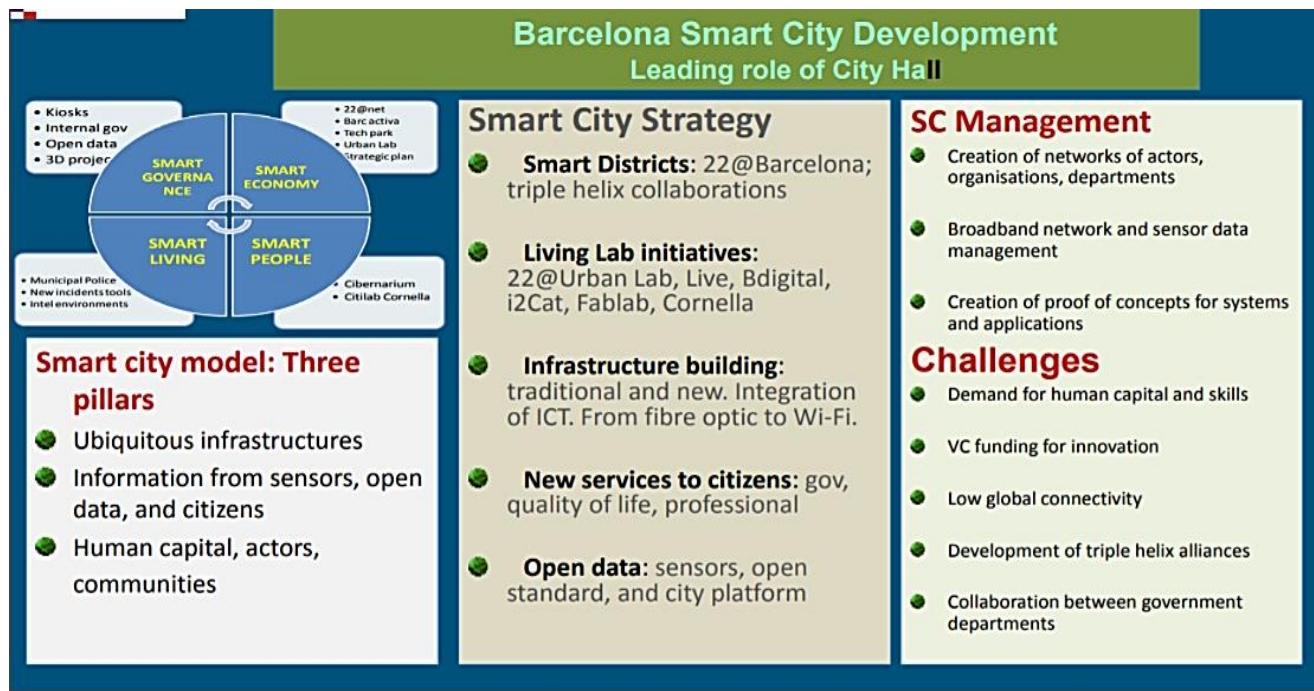 Barcelona Smart City Development
Leading role of City Hall
• Kiosks
• Internal gov
• Open data
• 3D projec
SMART
GOVERNA
NCE
• 22@net
• Barc activa
• Tech park
• Urban Lab
Strategic plan
SMART
ECONOMY
SMART
LIVING
SMART
PEOPLE
• Municipal Police
• New incidents tools
• Intel environments
• Cibernarium
• Citilab Cornella
Smart city model: Three
pillars
Ubiquitous infrastructures
Information from sensors, open
data, and citizens
Human capital, actors,
communities
Smart City Strategy
Smart Districts: 22@Barcelona;
triple helix collaborations
Living Lab initiatives:
22@Urban Lab, Live, Bdigital,
i2Cat, Fablab, Cornella
Infrastructure building:
traditional and new. Integration
of ICT. From fibre optic to Wi-Fi.
New services to citizens: gov,
quality of life, professional
Open data: sensors, open
standard, and city platform
SC Management
Creation of networks of actors,
organisations, departments
Broadband network and sensor data
management
Creation of proof of concepts for systems
and applications
Challenges
Demand for human capital and skills
VC funding for innovation
Low global connectivity
Development of triple helix alliances
Collaboration between government
departments